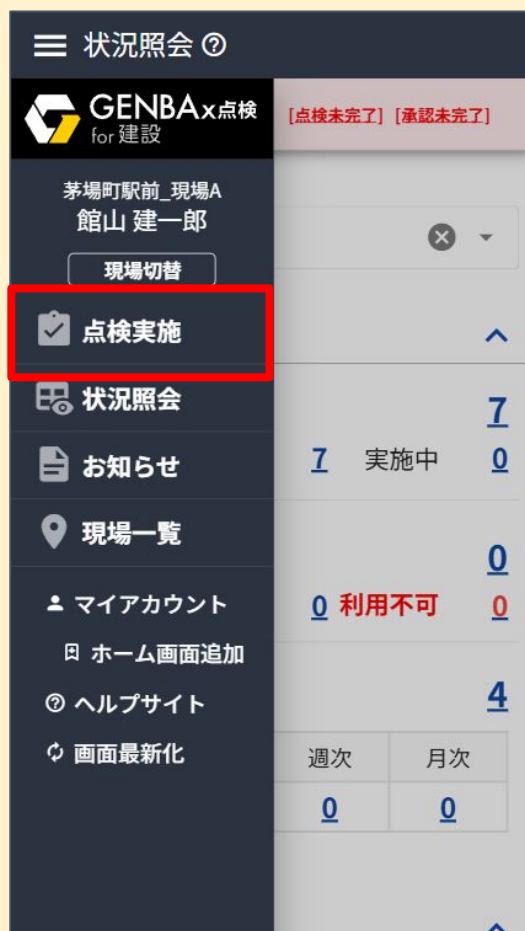 状況照会
GENBAx点検
for 建設
[点検未完了] [承認未完了]
茅場町駅前_現場A
館山 建一郎
現場切替
点検実施
状況照会
7
お知らせ
7 実施中 0
現場一覧
0
マイアカウント
0 利用不可 0
ホーム画面追加
ヘルプサイト
4
画面最新化
週次 月次
0 0